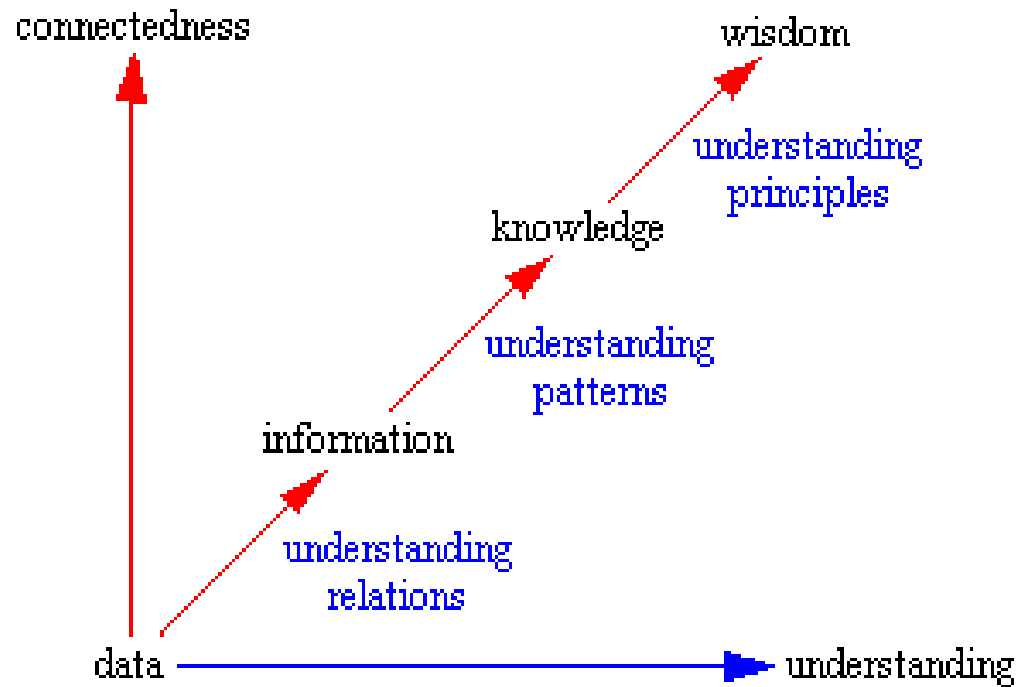 connectedness
wisdom
understanding
principles
knowledge
understanding
patterns
information
understanding
relations
data
understanding